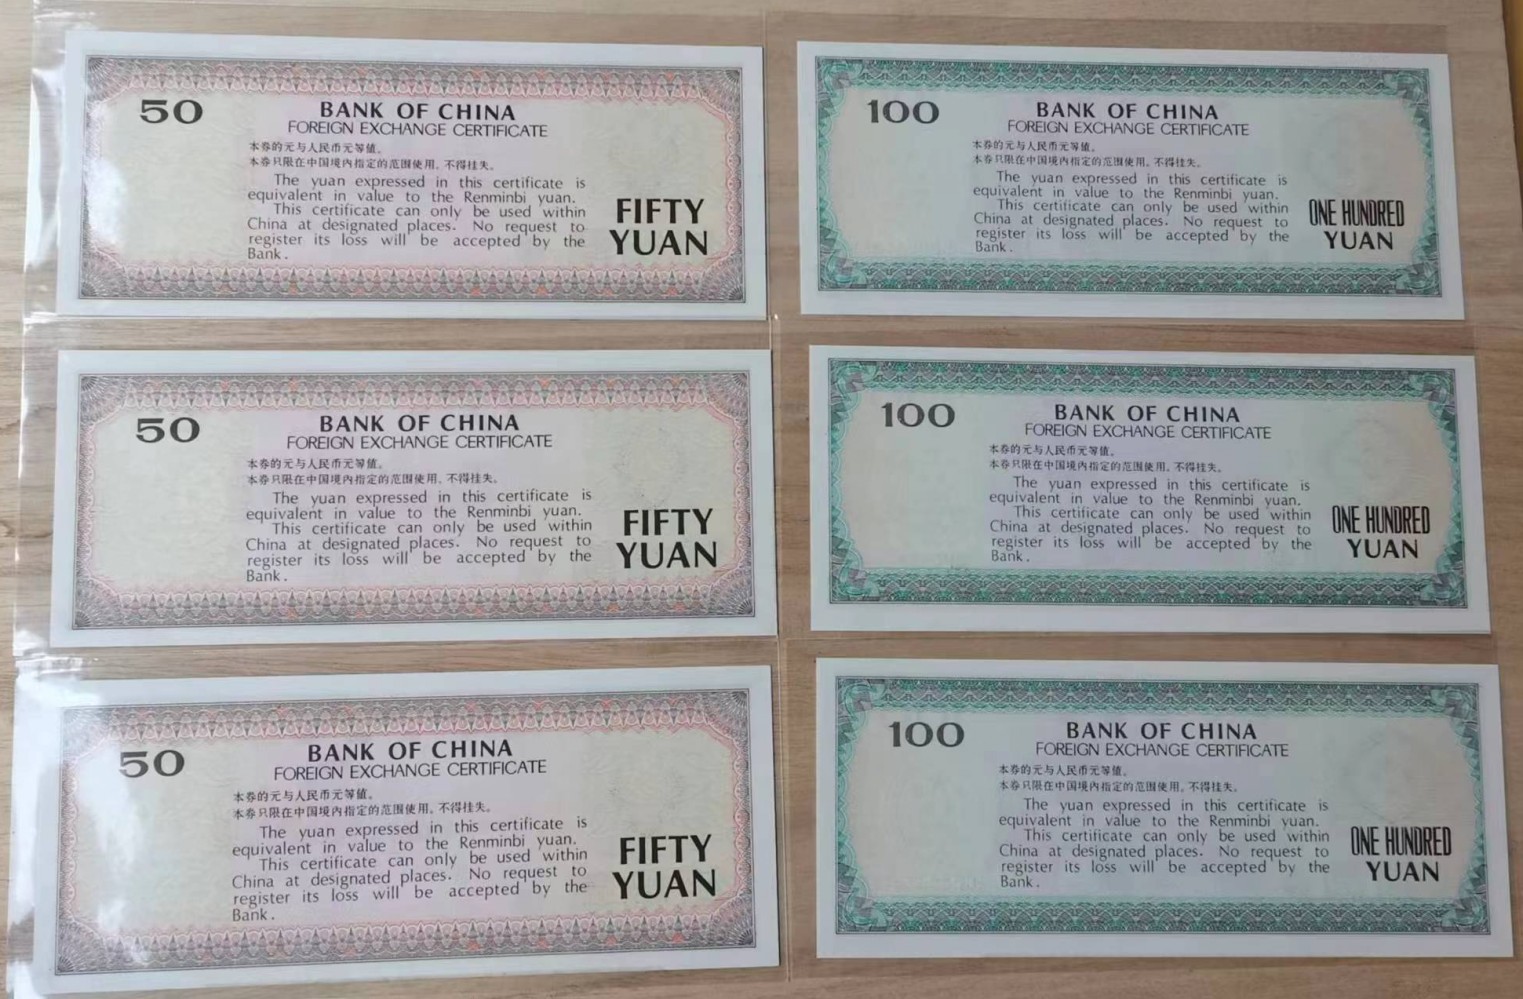 50
BANK OF CHINA
FOREIGN EXCHANGE CERTIFICATE
本券的元与人民币元等值。
本券只限在中国境内指定的范围使用，不得挂失。
The yuan expressed in this certificate is
equivalent in value to the Renminbi yuan.
This certificate can only be used within
China at designated places. No request to
register its loss will be accepted by the
Bank.
FIFTY
YUAN
100
BANK OF CHINA
FOREIGN EXCHANGE CERTIFICATE
本券的元与人民币元等值。
本券只限在中国境内指定的范围使用，不得挂失。
The yuan expressed in this certificate is
equivalent in value to the Renminbi yuan.
This certificate can only be used within
China at designated places. No request to
register its loss will be accepted by the
Bank.
ONE HUNDRED
YUAN
50
BANK OF CHINA
FOREIGN EXCHANGE CERTIFICATE
本券的元与人民币元等值。
本券只限在中国境内指定的范围使用，不得挂失。
The yuan expressed in this certificate is
equivalent in value to the Renminbi yuan.
This certificate can only be used within
China at designated places. No request to
register its loss will be accepted by the
Bank.
FIFTY
YUAN
100
BANK OF CHINA
FOREIGN EXCHANGE CERTIFICATE
本券的元与人民币元等值。
本券只限在中国境内指定的范围使用，不得挂失。
The yuan expressed in this certificate is
equivalent in value to the Renminbi yuan.
This certificate can only be used within
China at designated places. No request to
register its loss will be accepted by the
Bank.
ONE HUNDRED
YUAN
50
BANK OF CHINA
FOREIGN EXCHANGE CERTIFICATE
本券的元与人民币元等值。
本券只限在中国境内指定的范围使用，不得挂失。
The yuan expressed in this certificate is
equivalent in value to the Renminbi yuan.
This certificate can only be used within
China at designated places. No request to
register its loss will be accepted by the
Bank.
FIFTY
YUAN
100
BANK OF CHINA
FOREIGN EXCHANGE CERTIFICATE
本券的元与人民币元等值。
本券只限在中国境内指定的范围使用，不得挂失。
The yuan expressed in this certificate is
equivalent in value to the Renminbi yuan.
This certificate can only be used within
China at designated places. No request to
register its loss will be accepted by the
Bank.
ONE HUNDRED
YUAN